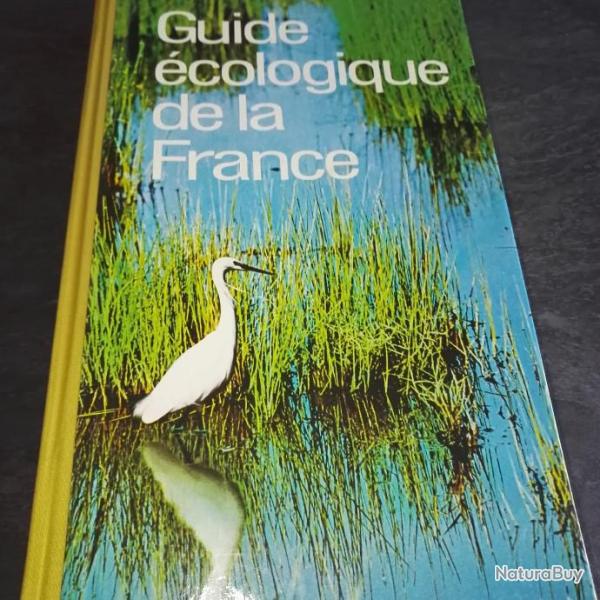 Guide
écologique
de la
France
NaturaBuy